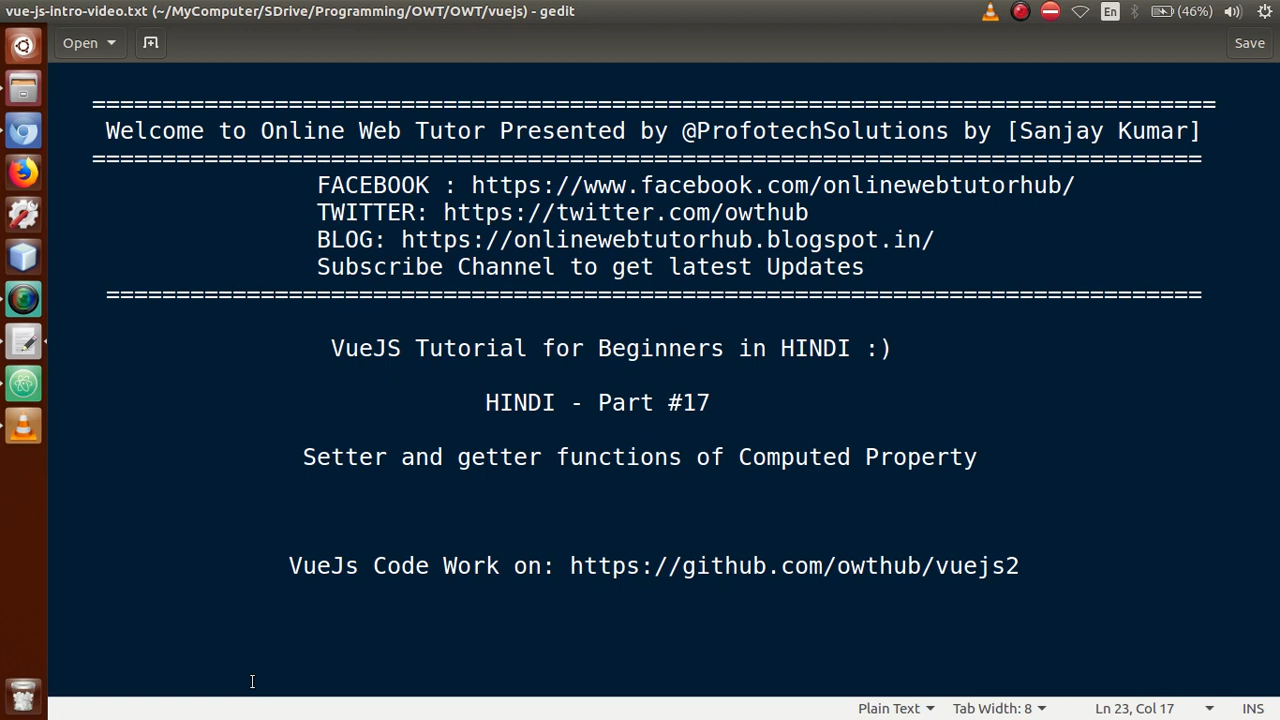 vue-js-intro-video.txt (~/MyComputer/SDrive/Programming/OWT/OWT/vuejs) - gedit
En
(46%)
Open
Save
================================================================================
Welcome to Online Web Tutor Presented by @ProfotechSolutions by [Sanjay Kumar]
===============================================================================
FACEBOOK : https://www.facebook.com/onlinewebtutorhub/
TWITTER: https://twitter.com/owthub
BLOG: https://onlinewebtutorhub.blogspot.in/
Subscribe Channel to get latest Updates
==============================================================================
VueJS Tutorial for Beginners in HINDI :)
HINDI - Part #17
Setter and getter functions of Computed Property
VueJs Code Work on: https://github.com/owthub/vuejs2
Plain Text
Tab Width: 8
Ln 23, Col 17
INS